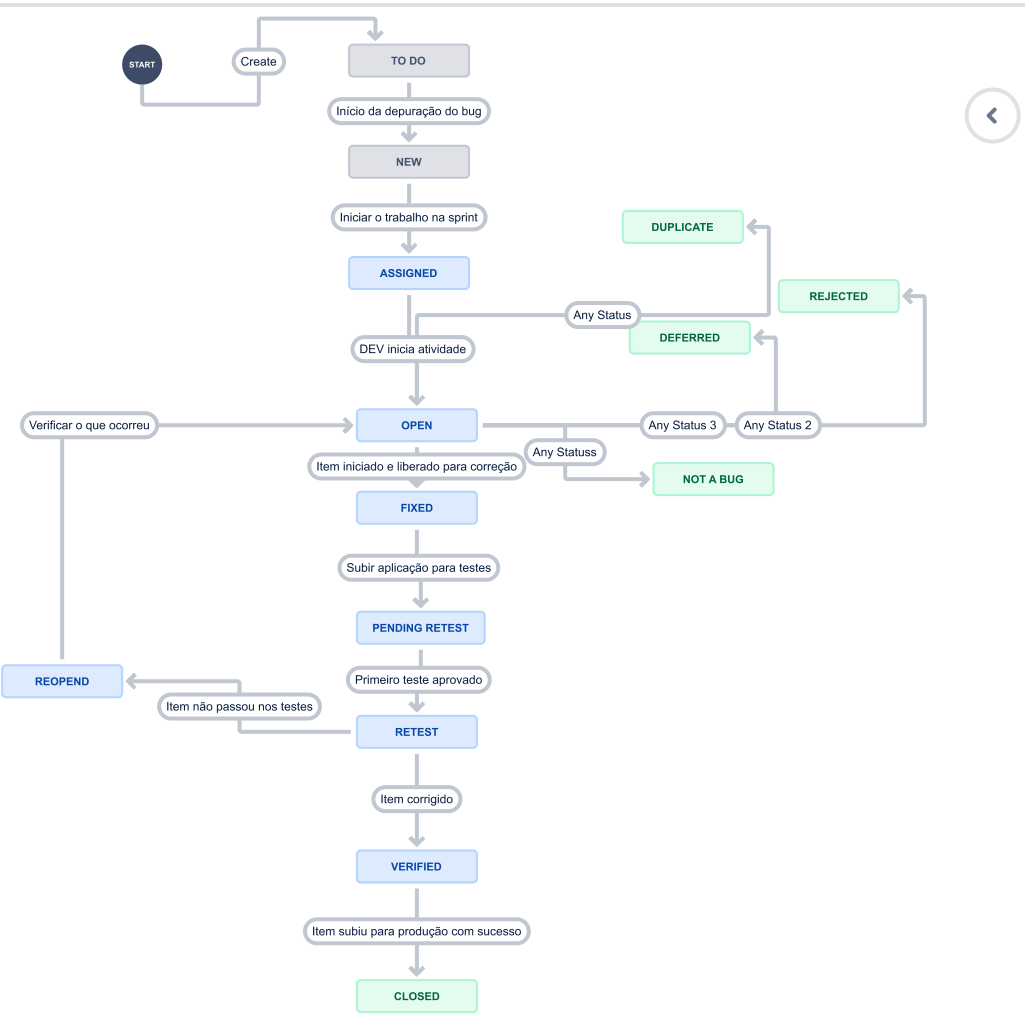 START
Create
TO DO
Início da depuração do bug
NEW
Iniciar o trabalho na sprint
DUPLICATE
ASSIGNED
REJECTED
Any Status
DEFERRED
DEV inicia atividade
Verificar o que ocorreu
OPEN
Any Status 3
Any Status 2
Any Statuss
Item iniciado e liberado para correção
NOT A BUG
FIXED
Subir aplicação para testes
PENDING RETEST
Primeiro teste aprovado
REOPEND
Item não passou nos testes
RETEST
Item corrigido
VERIFIED
Item subiu para produção com sucesso
CLOSED